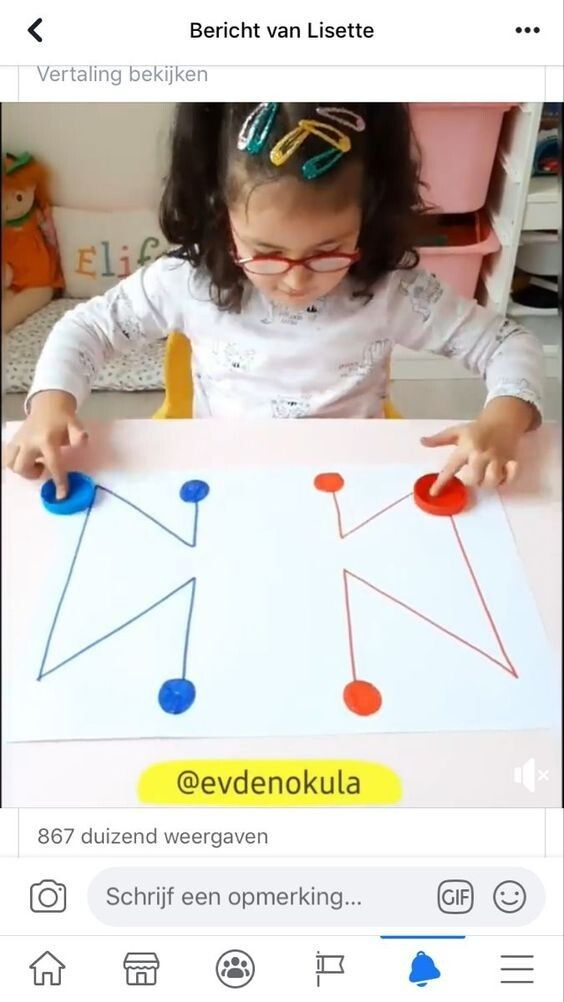 Bericht van Lisette
Vertaling bekijken
Elif
@evdenokula
867 duizend weergaven
Schrijf een opmerking...
GIF